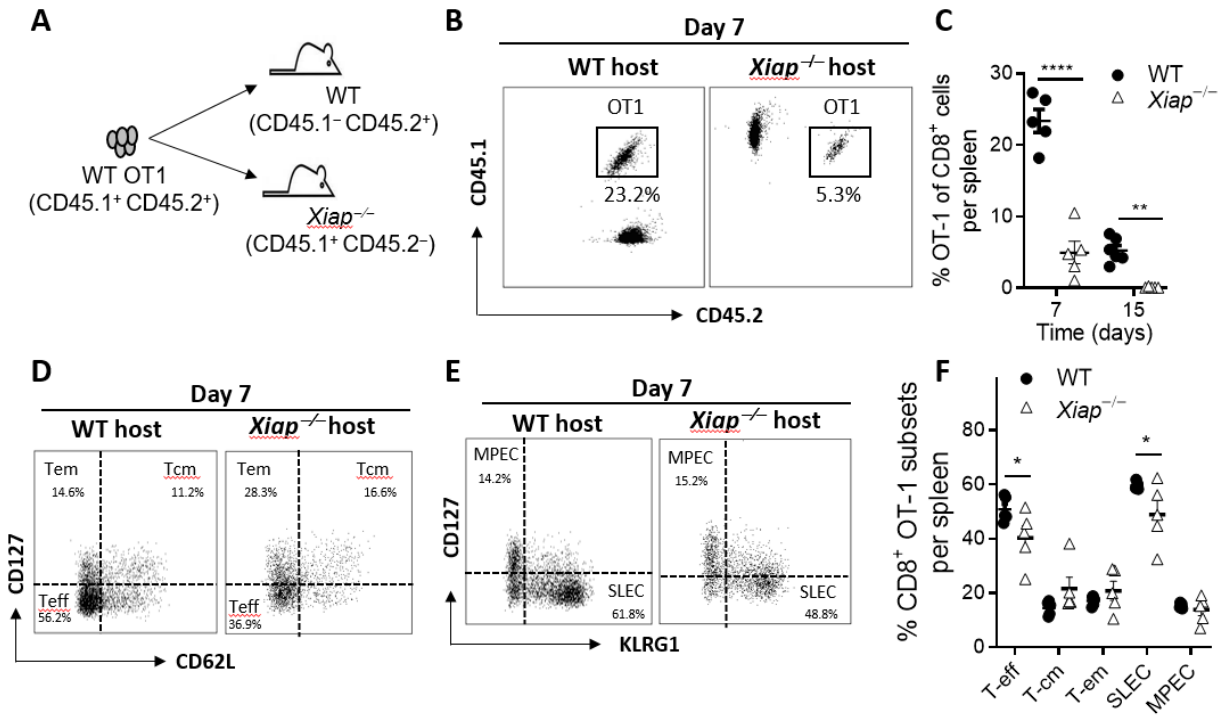 A
WT
(CD45.1⁻ CD45.2⁺)
WT OT1
(CD45.1⁺ CD45.2⁺)
Xiap⁻/⁻
(CD45.1⁺ CD45.2⁻)
B
Day 7
WT host
Xiap⁻/⁻ host
OT1
23.2%
OT1
5.3%
CD45.1
CD45.2
C
% OT-1 of CD8⁺ cells
per spleen
30
20
10
0
****
**
WT
Xiap⁻/⁻
7
15
Time (days)
D
Day 7
WT host
Xiap⁻/⁻ host
Tem
14.6%
Tcm
11.2%
Teff
56.2%
Tem
28.3%
Tcm
16.6%
Teff
36.9%
CD127
CD62L
E
Day 7
WT host
Xiap⁻/⁻ host
MPEC
14.2%
SLEC
61.8%
MPEC
15.2%
SLEC
48.8%
CD127
KLRG1
F
% CD8⁺ OT-1 subsets
per spleen
WT
Xiap⁻/⁻
80
60
40
20
0
*
*
T-eff
T-cm
T-em
SLEC
MPEC